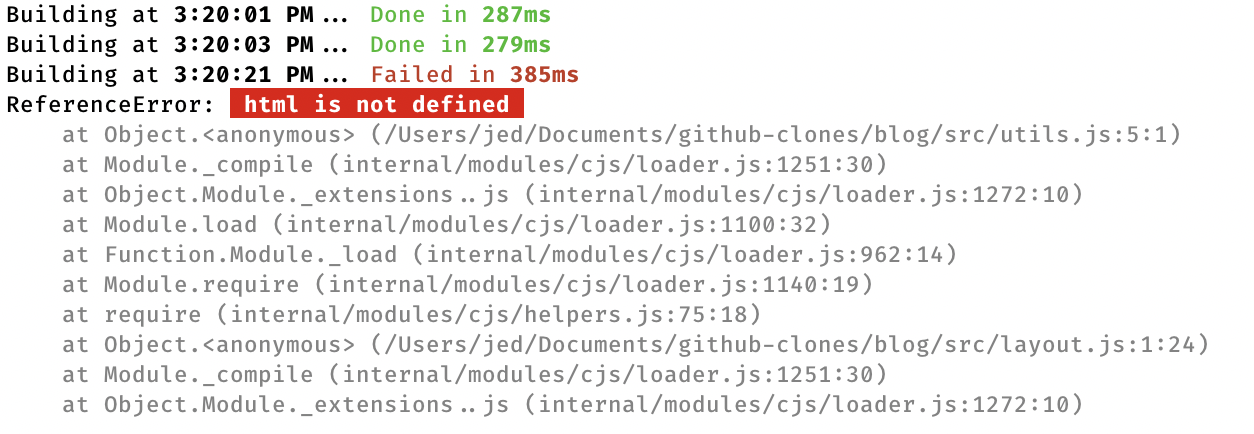 Building at 3:20:01 PM... Done in 287ms
Building at 3:20:03 PM... Done in 279ms
Building at 3:20:21 PM... Failed in 385ms
ReferenceError: html is not defined
    at Object.<anonymous> (/Users/jed/Documents/github-clones/blog/src/utils.js:5:1)
    at Module._compile (internal/modules/cjs/loader.js:1251:30)
    at Object.Module._extensions..js (internal/modules/cjs/loader.js:1272:10)
    at Module.load (internal/modules/cjs/loader.js:1100:32)
    at Function.Module._load (internal/modules/cjs/loader.js:962:14)
    at Module.require (internal/modules/cjs/loader.js:1140:19)
    at require (internal/modules/cjs/helpers.js:75:18)
    at Object.<anonymous> (/Users/jed/Documents/github-clones/blog/src/layout.js:1:24)
    at Module._compile (internal/modules/cjs/loader.js:1251:30)
    at Object.Module._extensions..js (internal/modules/cjs/loader.js:1272:10)